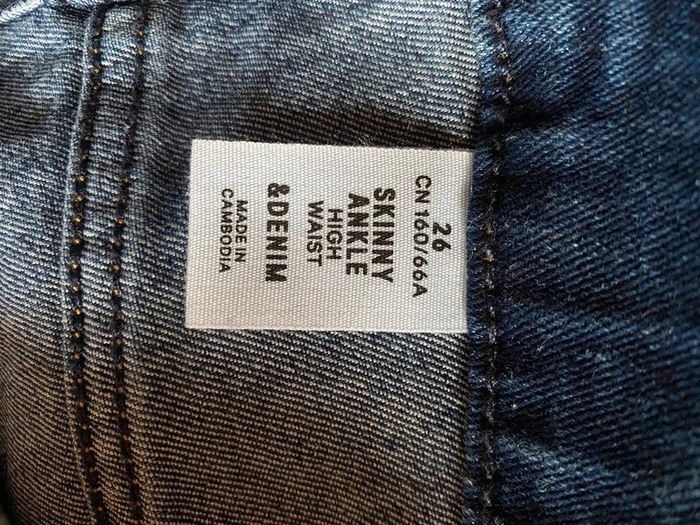 26
CN 160/66A
SKINNY
ANKLE
HIGH
WAIST
&DENIM
MADE IN
CAMBODIA